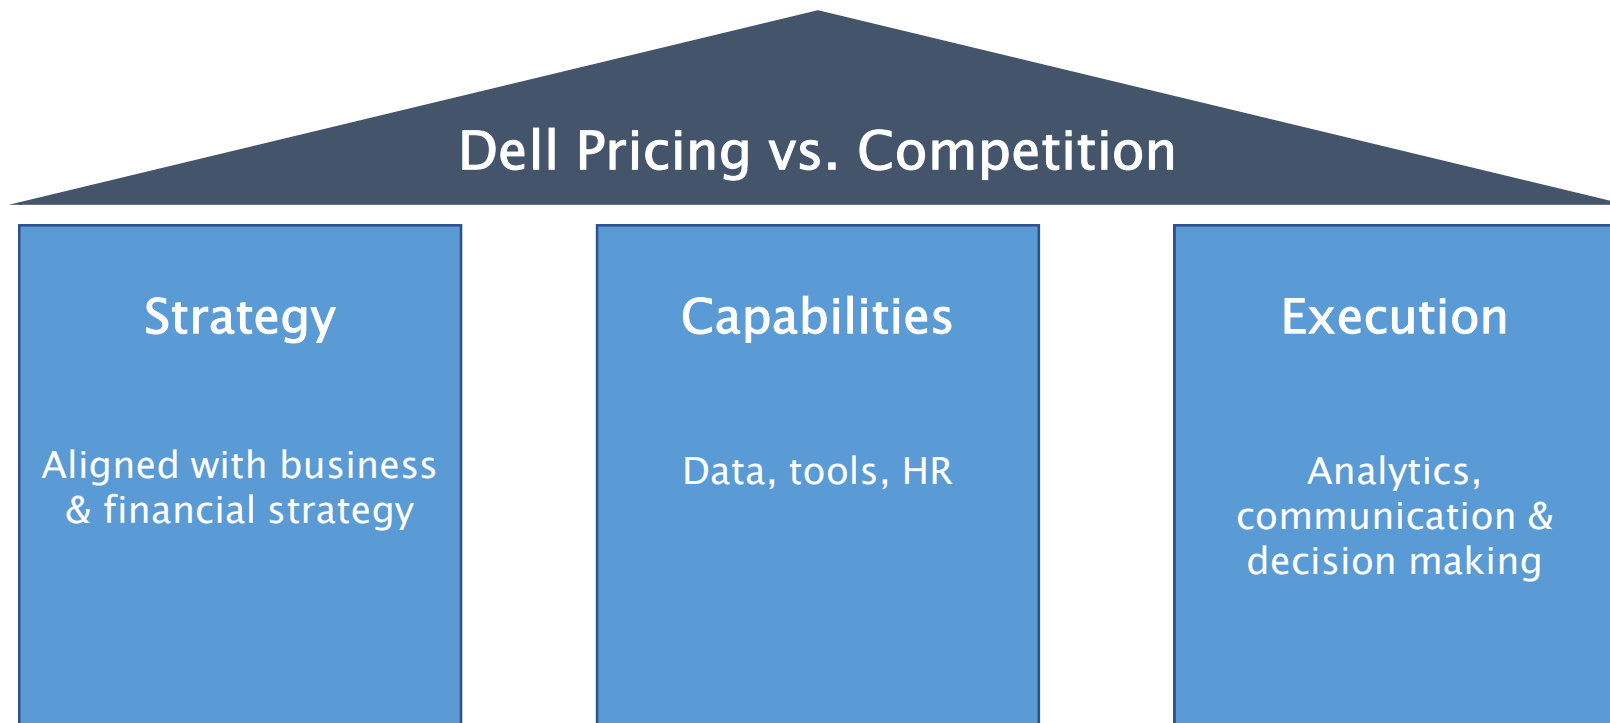 Dell Pricing vs. Competition
Strategy
Aligned with business
& financial strategy
Capabilities
Data, tools, HR
Execution
Analytics,
communication &
decision making